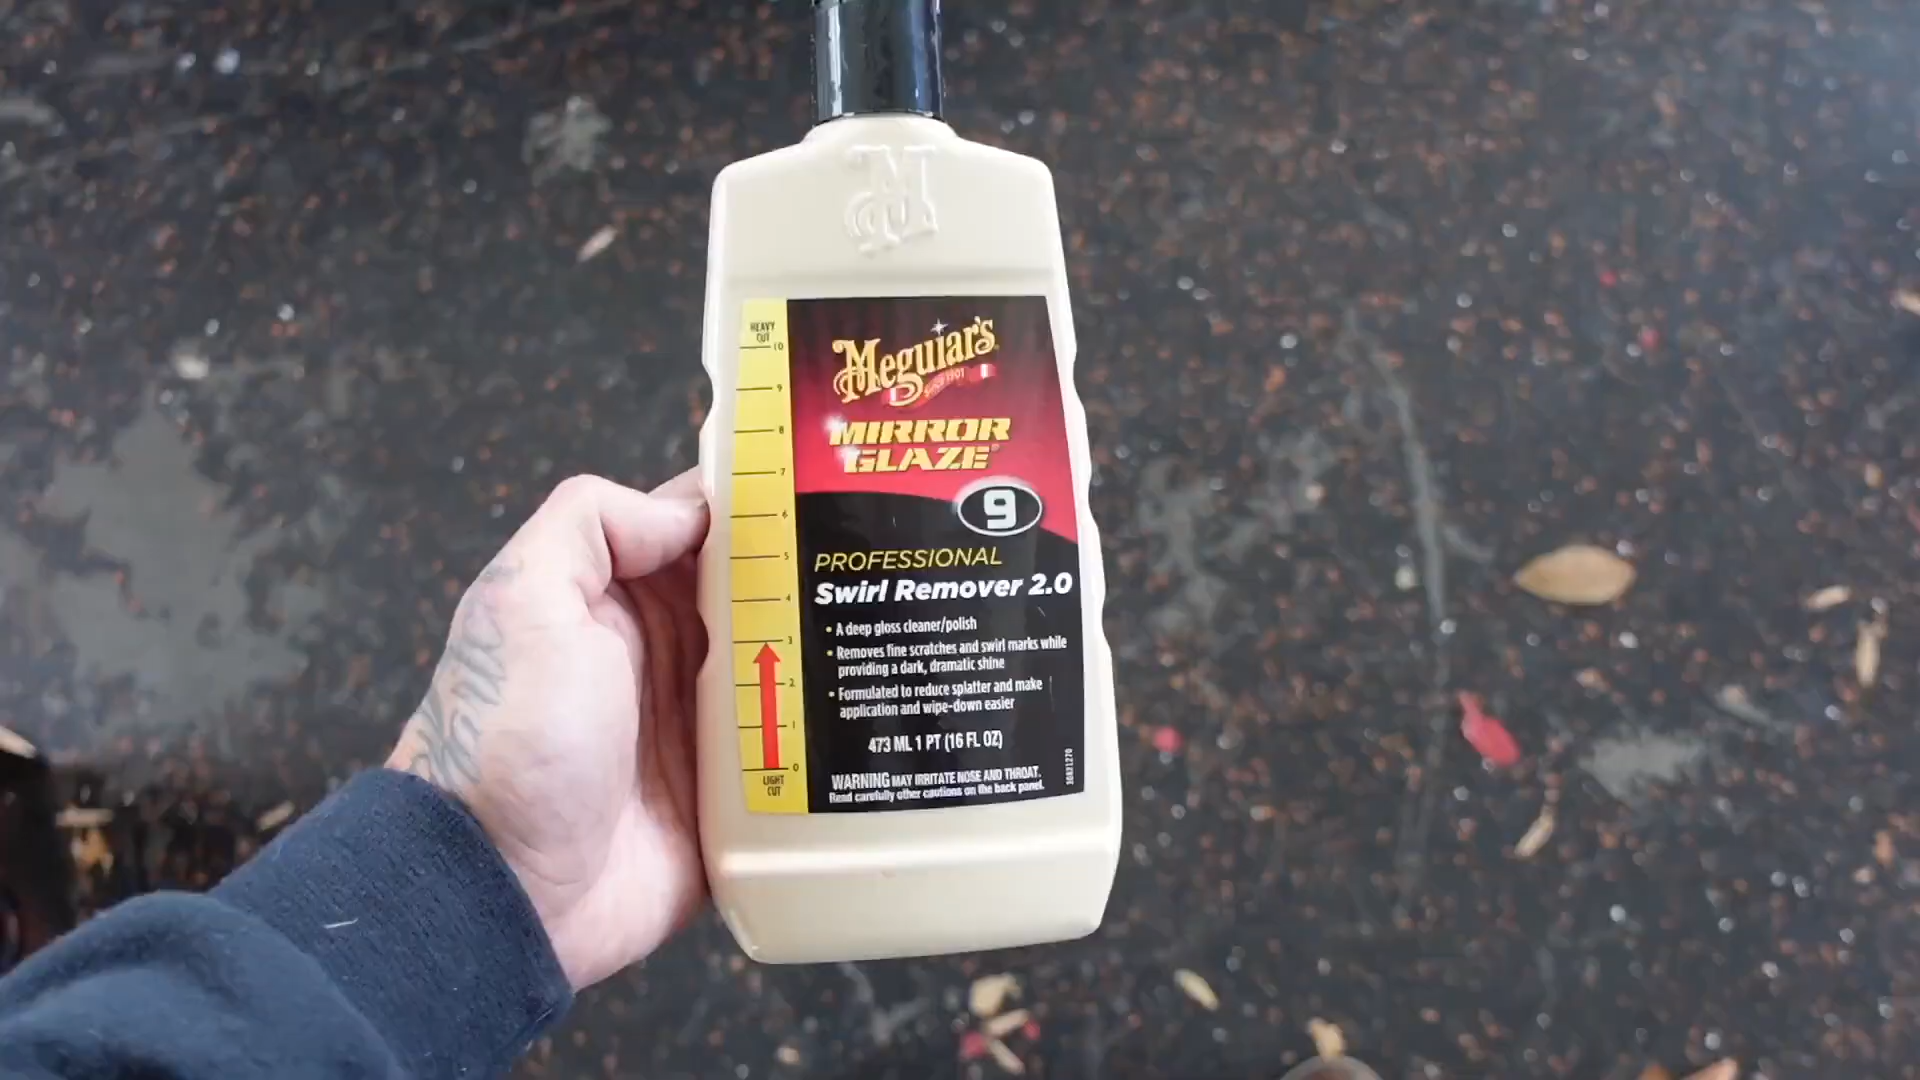 HEAVY
CUT
10
9
8
7
6
5
4
3
2
1
0
LIGHT
CUT
Meguiar's
Since 1901
MIRROR
GLAZE®
9
PROFESSIONAL
Swirl Remover 2.0
• A deep gloss cleaner/polish
• Removes fine scratches and swirl marks while
providing a dark, dramatic shine
• Formulated to reduce splatter and make
application and wipe-down easier
473 ML 1 PT (16 FL OZ)
WARNING MAY IRRITATE NOSE AND THROAT.
Read carefully other cautions on the back panel.